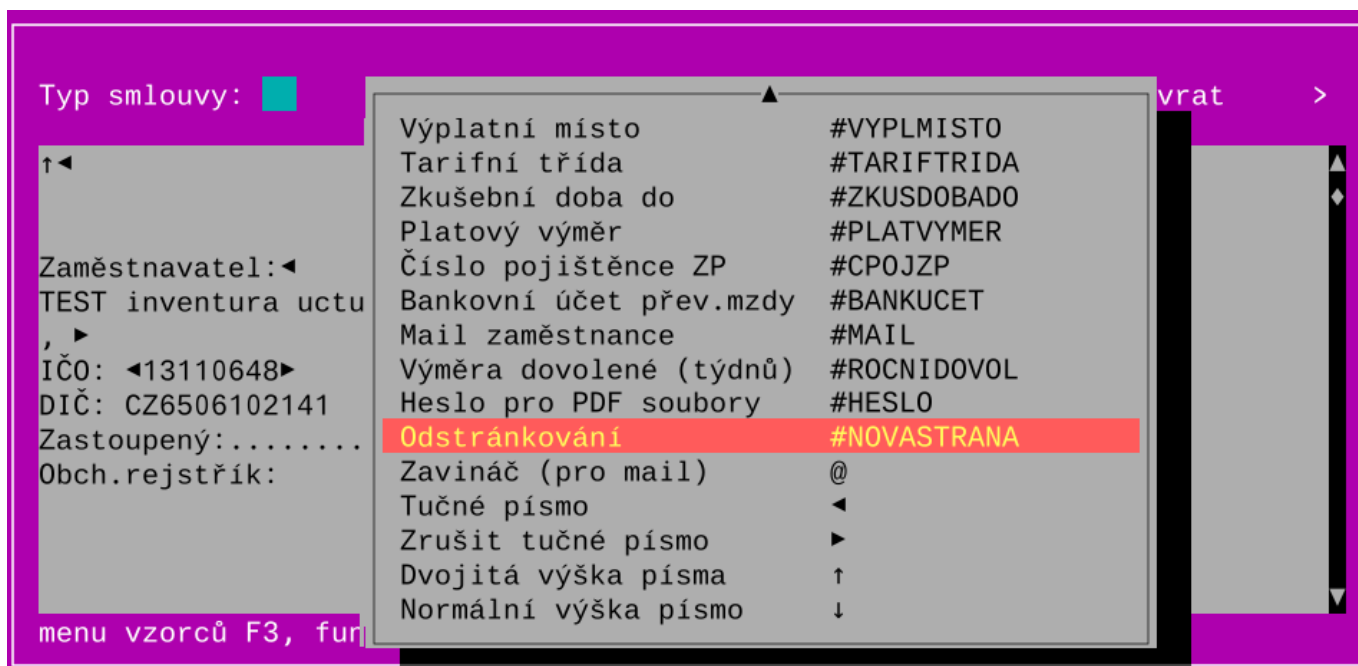 Typ smlouvy:
vrat >
↑◄
Zaměstnavatel:◄
TEST inventura uctu
, ►
IČO: ◄13110648►
DIČ: CZ6506102141
Zastoupený:........
Obch.rejstřík:
menu vzorců F3, fun
Výplatní místo #VYPLMISTO
Tarifní třída #TARIFTRIDA
Zkušební doba do #ZKUSDOBADO
Platový výměr #PLATVYMER
Číslo pojištěnce ZP #CPOJZP
Bankovní účet přev.mzdy #BANKUCET
Mail zaměstnance #MAIL
Výměra dovolené (týdnů) #ROCNIDOVOL
Heslo pro PDF soubory #HESLO
Odstránkování #NOVASTRANA
Zavináč (pro mail) @
Tučné písmo ◄
Zrušit tučné písmo ►
Dvojitá výška písma ↑
Normální výška písmo ↓